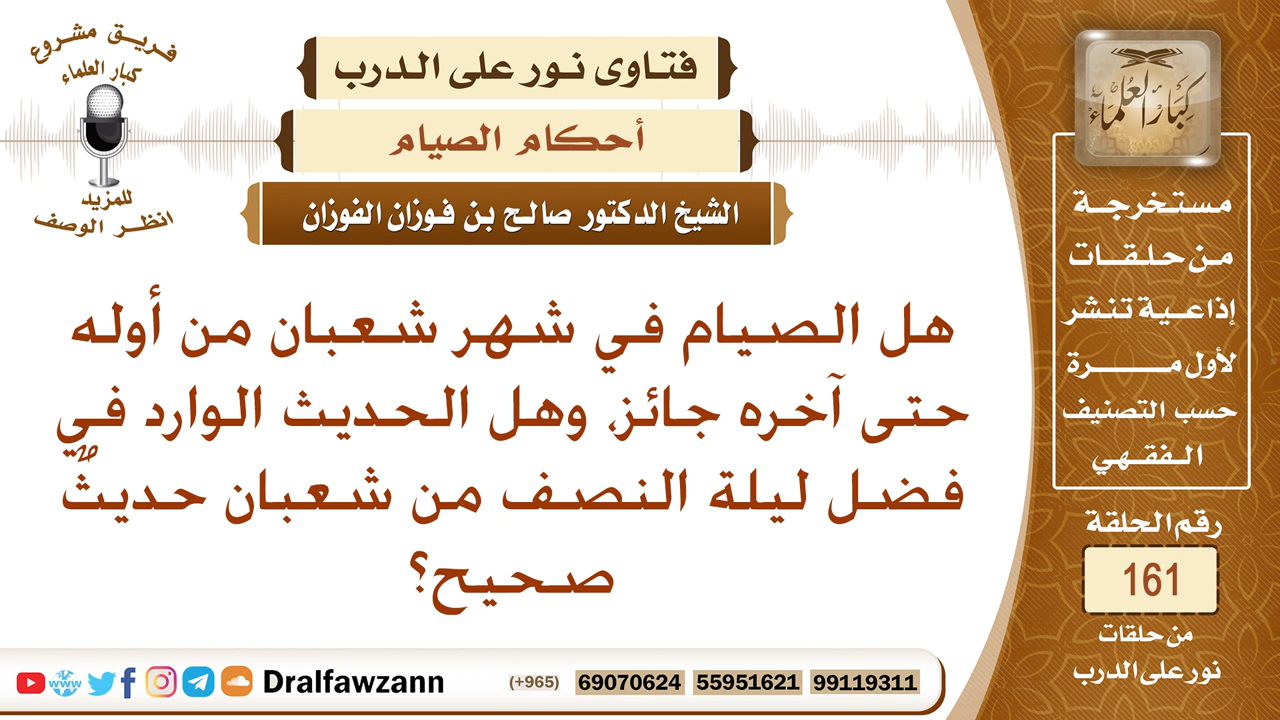 فريق مشروع
كبار العلماء
للمزيد
انظر الوصف
فتاوى نور على الدرب
أحكام الصيام
الشيخ الدكتور صالح بن فوزان الفوزان
هل الصيام في شهر شعبان من أوله
حتى آخره جائز، وهل الحديث الوارد في
فضل ليلة النصف من شعبان حديثٌ
صحيح؟
كبار العلماء
مستخرجة
من حلقات
إذاعية تنشر
لأول مرة
حسب التصنيف
الفقهي
رقم الحلقة
161
من حلقات
نور على الدرب
www Dralfawzann (+965) 69070624 55951621 99119311